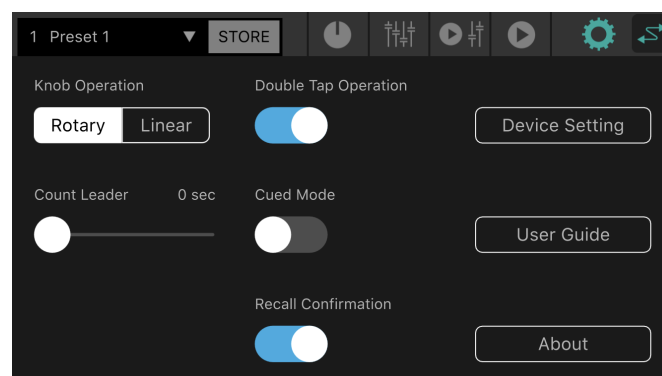 1 Preset 1 ▼ STORE
Knob Operation
Rotary Linear
Double Tap Operation
Device Setting
Count Leader 0 sec
Cued Mode
User Guide
Recall Confirmation
About